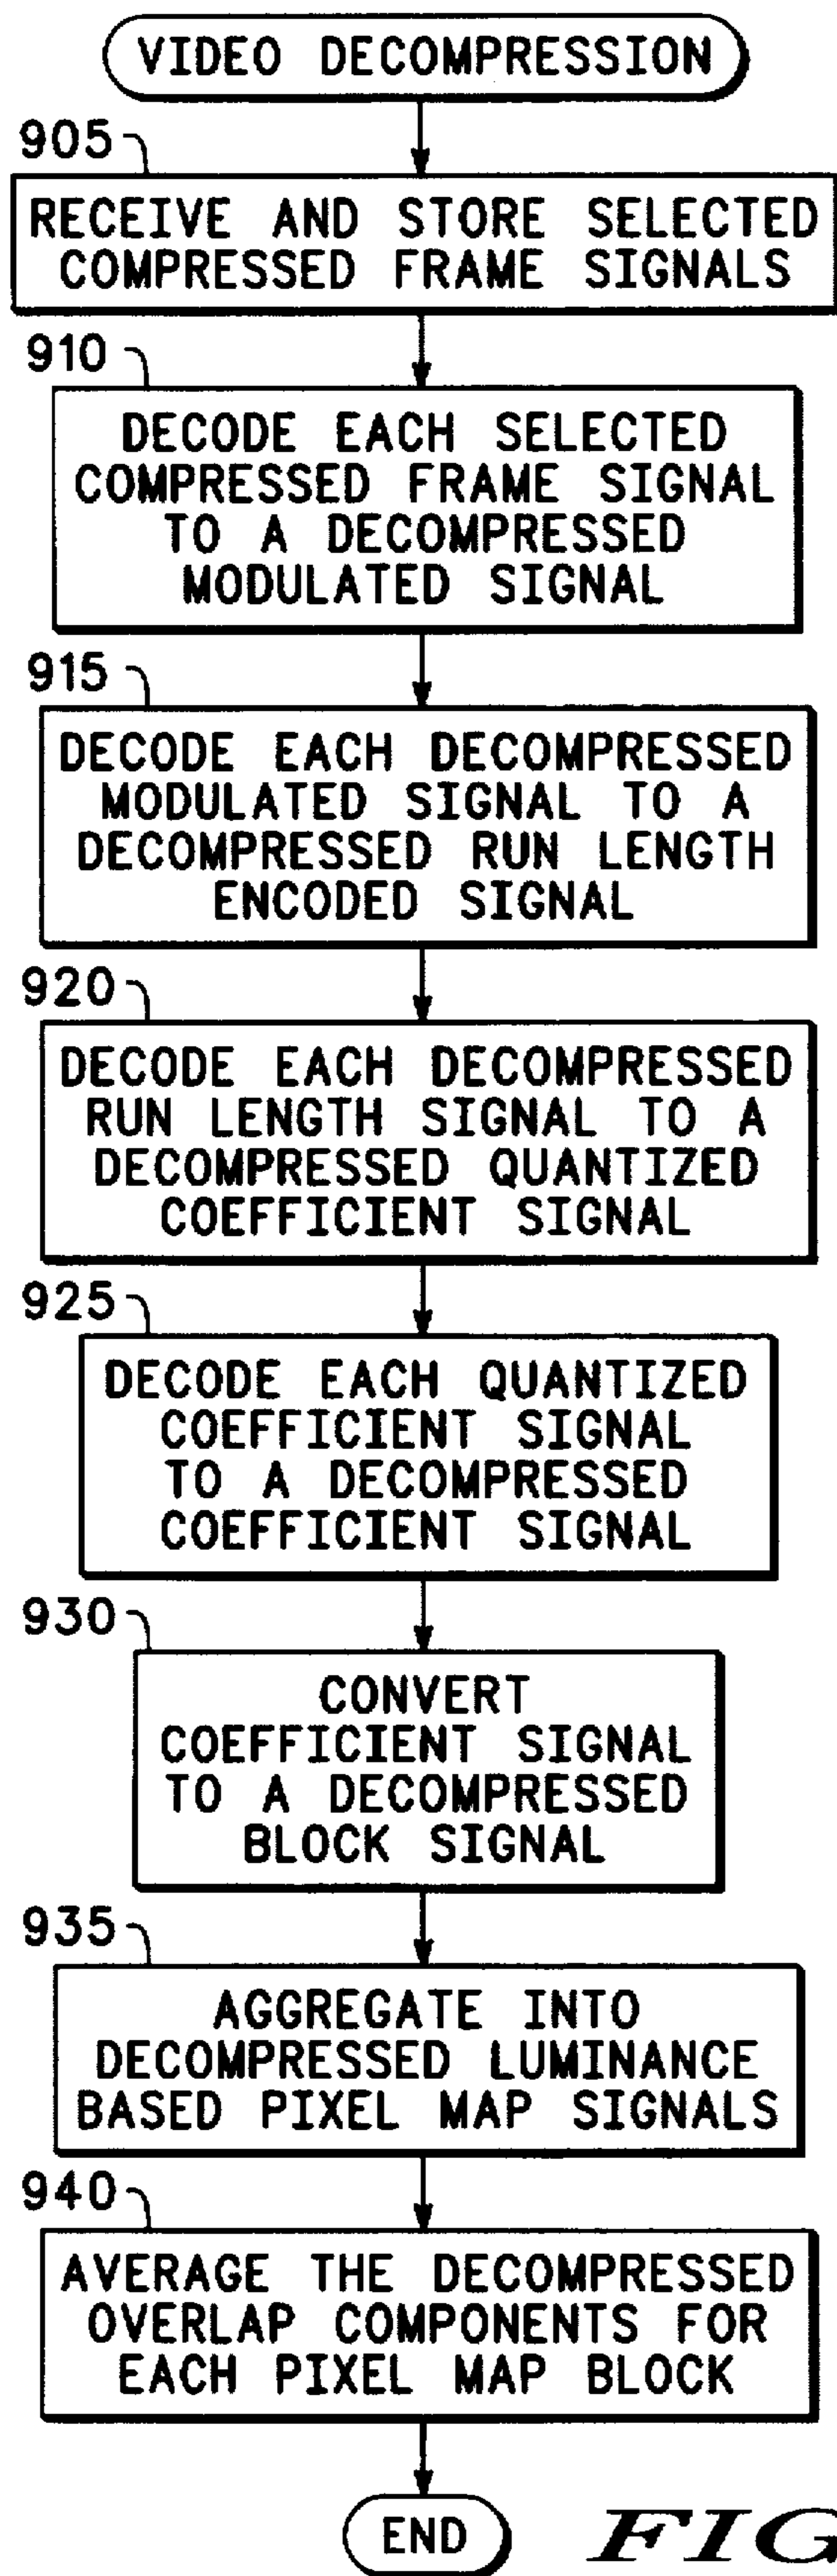 VIDEO DECOMPRESSION
905
RECEIVE AND STORE SELECTED
COMPRESSED FRAME SIGNALS
910
DECODE EACH SELECTED
COMPRESSED FRAME SIGNAL
TO A DECOMPRESSED
MODULATED SIGNAL
915
DECODE EACH DECOMPRESSED
MODULATED SIGNAL TO A
DECOMPRESSED RUN LENGTH
ENCODED SIGNAL
920
DECODE EACH DECOMPRESSED
RUN LENGTH SIGNAL TO A
DECOMPRESSED QUANTIZED
COEFFICIENT SIGNAL
925
DECODE EACH QUANTIZED
COEFFICIENT SIGNAL
TO A DECOMPRESSED
COEFFICIENT SIGNAL
930
CONVERT
COEFFICIENT SIGNAL
TO A DECOMPRESSED
BLOCK SIGNAL
935
AGGREGATE INTO
DECOMPRESSED LUMINANCE
BASED PIXEL MAP SIGNALS
940
AVERAGE THE DECOMPRESSED
OVERLAP COMPONENTS FOR
EACH PIXEL MAP BLOCK
END
FIG